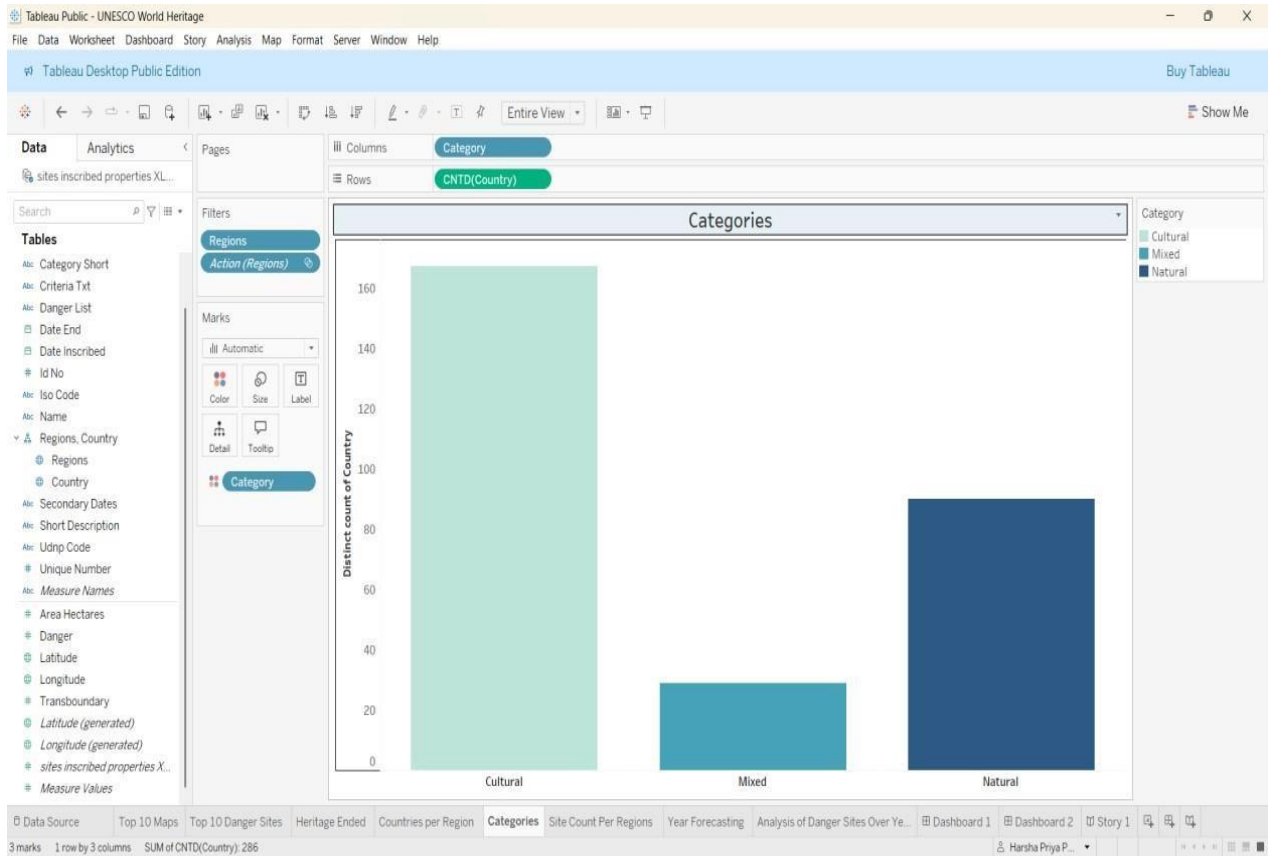 Tableau Public - UNESCO World Heritage
File Data Worksheet Dashboard Story Analysis Map Format Server Window Help
Tableau Desktop Public Edition
Buy Tableau
Entire View
Show Me
Data Analytics
sites inscribed properties XL...
Search
Tables
Category Short
Criteria Txt
Danger List
Date End
Date Inscribed
Id No
Iso Code
Name
Regions, Country
Regions
Country
Secondary Dates
Short Description
Udnp Code
Unique Number
Measure Names
Area Hectares
Danger
Latitude
Longitude
Transboundary
Latitude (generated)
Longitude (generated)
sites inscribed properties X...
Measure Values
Pages
Filters
Regions
Action (Regions)
Marks
Automatic
Color Size Label
Detail Tooltip
Category
Columns Category
Rows CNTD(Country)
Categories
Distinct count of Country
160
140
120
100
80
60
40
20
0
Cultural Mixed Natural
Category
Cultural
Mixed
Natural
Data Source Top 10 Maps Top 10 Danger Sites Heritage Ended Countries per Region Categories Site Count Per Regions Year Forecasting Analysis of Danger Sites Over Ye... Dashboard 1 Dashboard 2 Story 1
3 marks 1 row by 3 columns SUM of CNTD(Country): 286 Harsha Priya P...